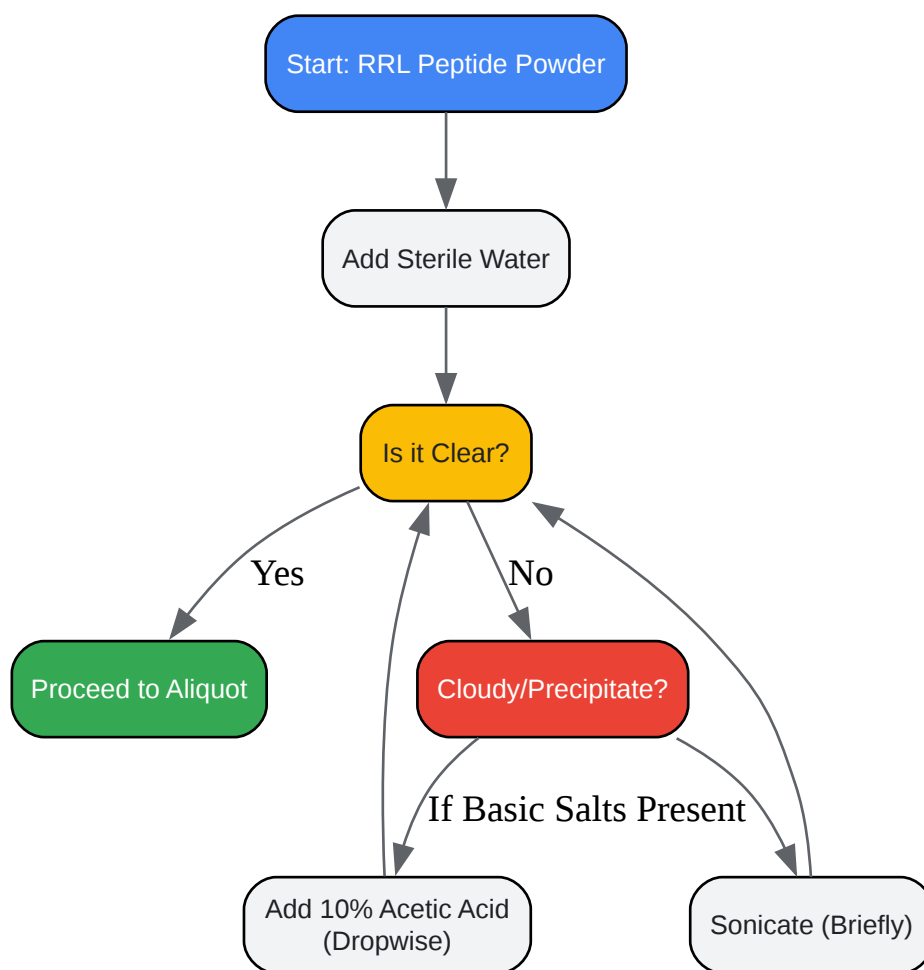 Start: RRL Peptide Powder
Add Sterile Water
Is it Clear?
Yes
No
Proceed to Aliquot
Cloudy/Precipitate?
If Basic Salts Present
Add 10% Acetic Acid
(Dropwise)
Sonicate (Briefly)